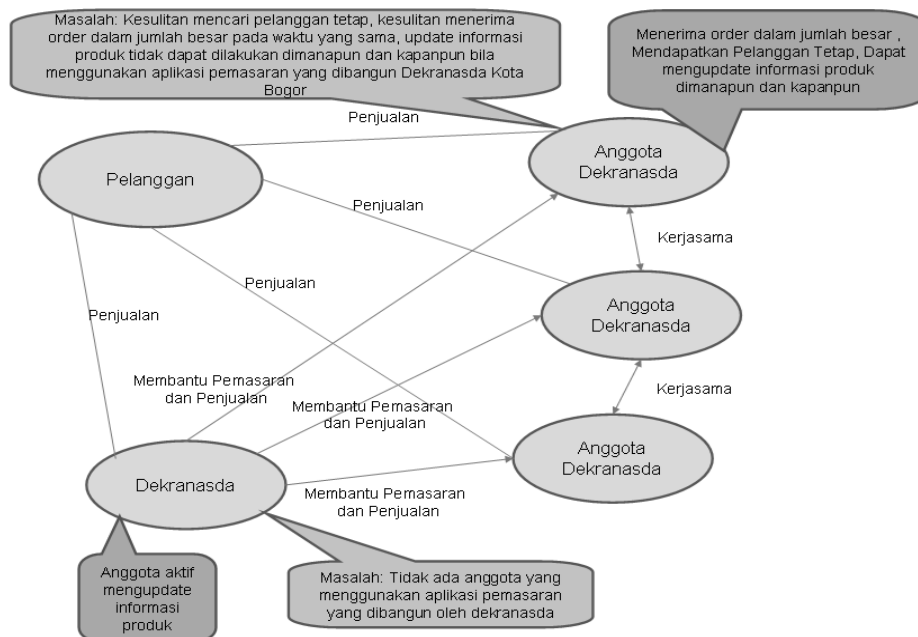 Masalah: Kesulitan mencari pelanggan tetap, kesulitan menerima
order dalam jumlah besar pada waktu yang sama, update informasi
produk tidak dapat dilakukan dimanapun dan kapanpun bila
menggunakan aplikasi pemasaran yang dibangun Dekranasda Kota
Bogor
Menerima order dalam jumlah besar ,
Mendapatkan Pelanggan Tetap, Dapat
mengupdate informasi produk
dimanapun dan kapanpun
Penjualan
Anggota
Dekranasda
Pelanggan
Penjualan
Kerjasama
Penjualan
Anggota
Dekranasda
Penjualan
Membantu Pemasaran
dan Penjualan
Kerjasama
Membantu Pemasaran
dan Penjualan
Anggota
Dekranasda
Dekranasda
Membantu Pemasaran
dan Penjualan
Anggota aktif
mengupdate
informasi
produk
Masalah: Tidak ada anggota yang
menggunakan aplikasi pemasaran
yang dibangun oleh dekranasda